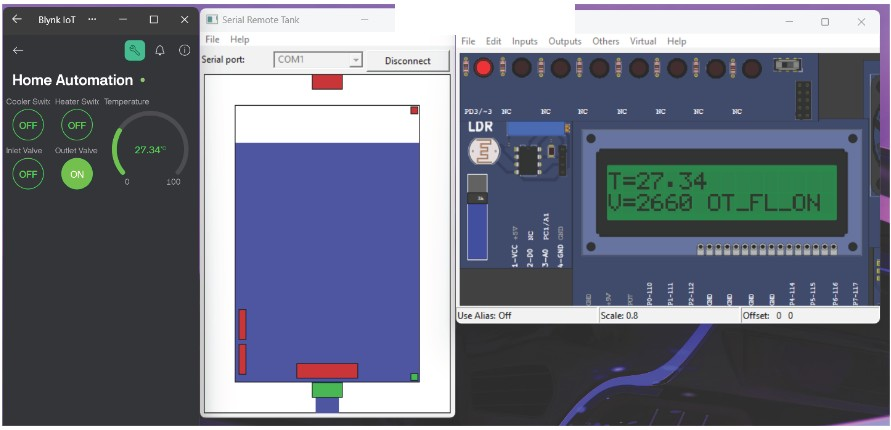 Blynk IoT
Home Automation
Cooler Switc Heater Switc Temperature
OFF
OFF
27.34°C
Inlet Valve Outlet Valve
OFF
ON
0 100
Serial Remote Tank
File Help
Serial port: COM1 Disconnect
File Edit Inputs Outputs Others Virtual Help
PD3/~3 NC NC NC NC NC NC NC
LDR
T=27.34
V=2660 OT_FL_ON
1-VCC +5V
2-D0 NC
3-A0 PC1/A1
4-GND GND
GND
+5V
P0-110
P1-111
P2-112
GND
GND
GND
GND
P4-114
P5-115
P6-116
P7-117
Use Alias: Off Scale: 0.8 Offset: 0 0